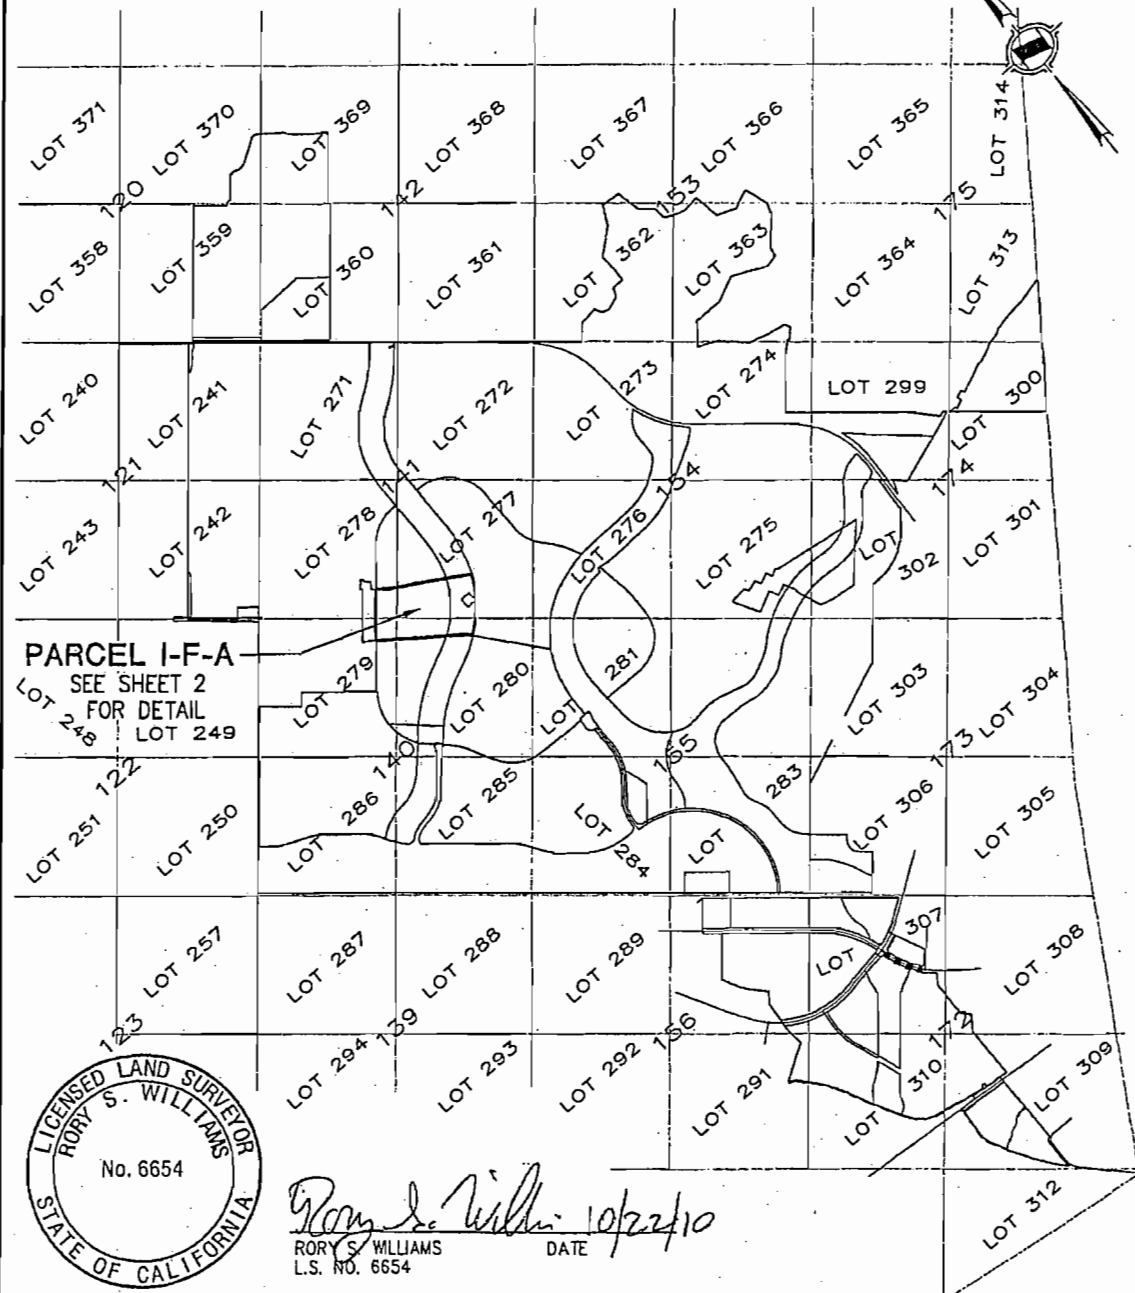 LOT 371
LOT 370
LOT 369
LOT 368
LOT 367
LOT 366
LOT 365
LOT 314
120
142
153
175
LOT 358
LOT 359
LOT 360
LOT 361
LOT 362
LOT 363
LOT 364
LOT 313
LOT 240
LOT 241
LOT 271
LOT 272
LOT 273
LOT 274
LOT 299
LOT 300
121
141
154
174
LOT 243
LOT 242
LOT 278
LOT 277
LOT 276
LOT 275
LOT 302
LOT 301
PARCEL I-F-A
SEE SHEET 2
FOR DETAIL
LOT 248
LOT 249
LOT 279
LOT 280
LOT 281
LOT 303
LOT 304
122
140
155
173
LOT 251
LOT 250
LOT 286
LOT 285
LOT 284
LOT 283
LOT 306
LOT 305
LOT 257
LOT 287
LOT 288
LOT 289
LOT 307
LOT 308
123
139
156
172
LOT 294
LOT 293
LOT 292
LOT 291
LOT 310
LOT 309
LOT 312
LICENSED LAND SURVEYOR
RORY S. WILLIAMS
No. 6654
STATE OF CALIFORNIA
Rory S. Willi 10/22/10
RORY S. WILLIAMS DATE
L.S. NO. 6654